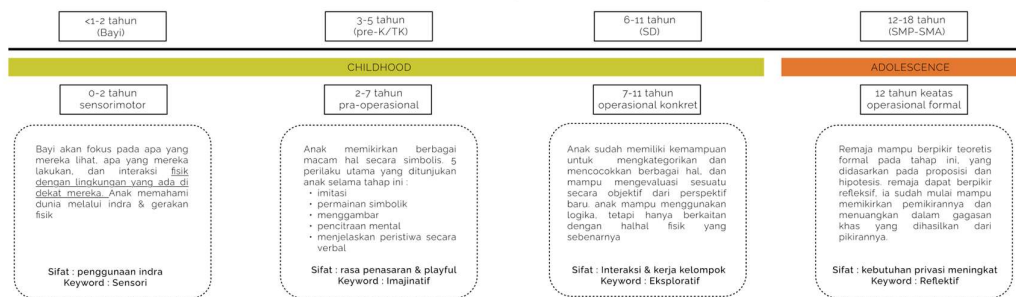 <1-2 tahun
(Bayi)
3-5 tahun
(pre-K/TK)
6-11 tahun
(SD)
12-18 tahun
(SMP-SMA)
CHILDHOOD
ADOLESCENCE
0-2 tahun
sensorimotor
2-7 tahun
pra-operasional
7-11 tahun
operasional konkret
12 tahun keatas
operasional formal
Bayi akan fokus pada apa yang
mereka lihat, apa yang mereka
lakukan, dan interaksi fisik
dengan lingkungan yang ada di
dekat mereka. Anak memahami
dunia melalui indra & gerakan
fisik
Sifat : penggunaan indra
Keyword : Sensori
Anak memikirkan berbagai
macam hal secara simbolis. 5
perilaku utama yang ditunjukan
anak selama tahap ini :
• imitasi
• permainan simbolik
• menggambar
• pencitraan mental
• menjelaskan peristiwa secara
verbal
Sifat : rasa penasaran & playful
Keyword : Imajinatif
Anak sudah memiliki kemampuan
untuk mengkategorikan dan
mencocokkan berbagai hal, dan
mampu mengevaluasi sesuatu
secara objektif dari perspektif
baru. anak mampu menggunakan
logika, tetapi hanya berkaitan
dengan halhal fisik yang
sebenarnya
Sifat : Interaksi & kerja kelompok
Keyword : Eksploratif
Remaja mampu berpikir teoretis
formal pada tahap ini, yang
didasarkan pada proposisi dan
hipotesis. remaja dapat berpikir
refleksif, ia sudah mulai mampu
memikirkan pemikirannya dan
menuangkan dalam gagasan
khas yang dihasilkan dari
pikirannya.
Sifat : kebutuhan privasi meningkat
Keyword : Reflektif